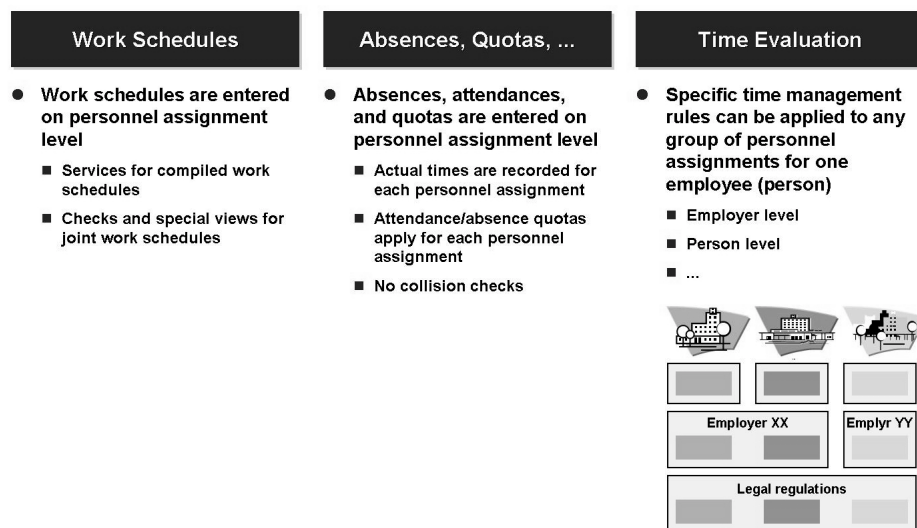 Work Schedules
Work schedules are entered
on personnel assignment
level
Services for compiled work
schedules
Checks and special views for
joint work schedules
Absences, Quotas, ...
Absences, attendances,
and quotas are entered on
personnel assignment level
Actual times are recorded for
each personnel assignment
Attendance/absence quotas
apply for each personnel
assignment
No collision checks
Time Evaluation
Specific time management
rules can be applied to any
group of personnel
assignments for one
employee (person)
Employer level
Person level
...
Employer XX
Emplyr YY
Legal regulations